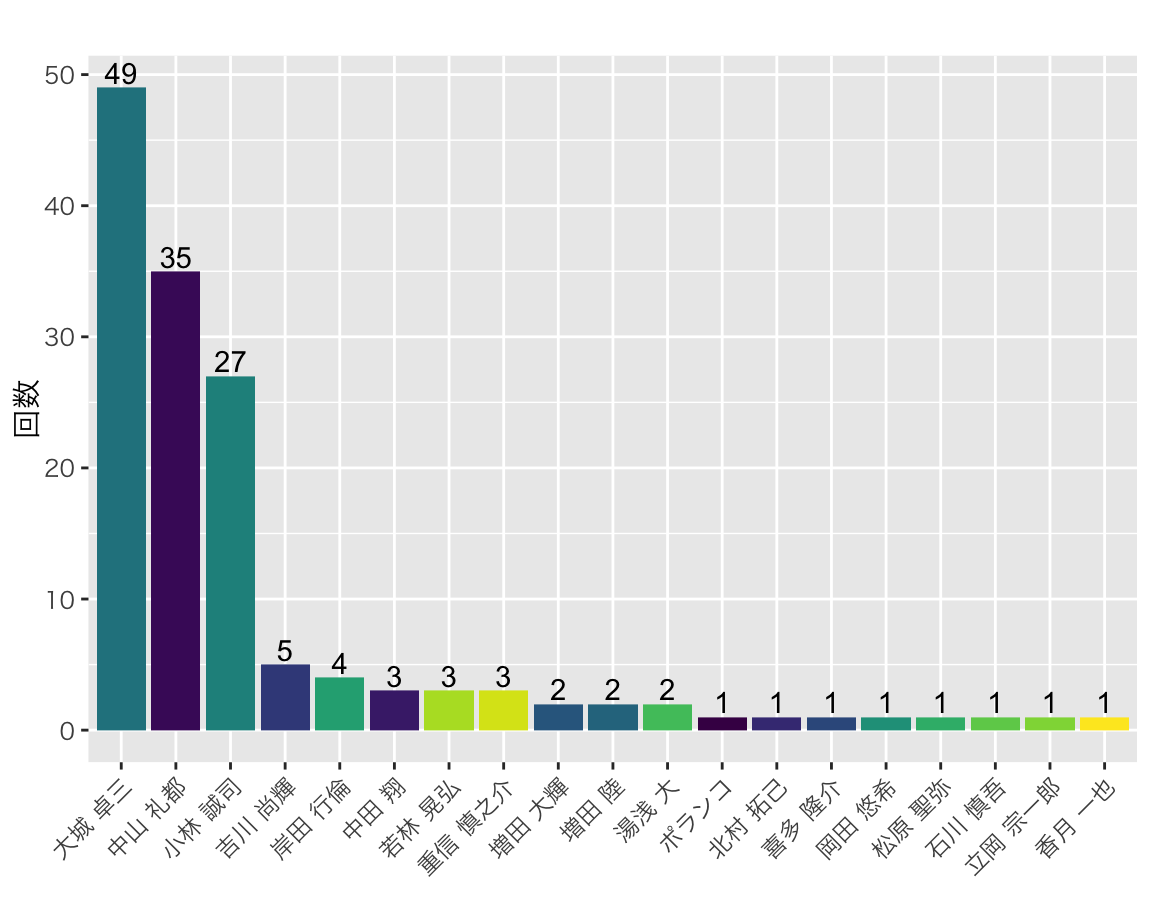 回数
50
40
30
20
10
0
49
35
27
5
4
3
3
3
2
2
2
1
1
1
1
1
1
1
1
大城 卓三
中山 礼都
小林 誠司
吉川 尚輝
岸田 行倫
中田 翔
若林 晃弘
重信 慎之介
増田 大輝
増田 陸
湯浅 大
ポランコ
北村 拓己
喜多 隆介
岡田 悠希
松原 聖弥
石川 慎吾
立岡 宗一郎
香月 一也